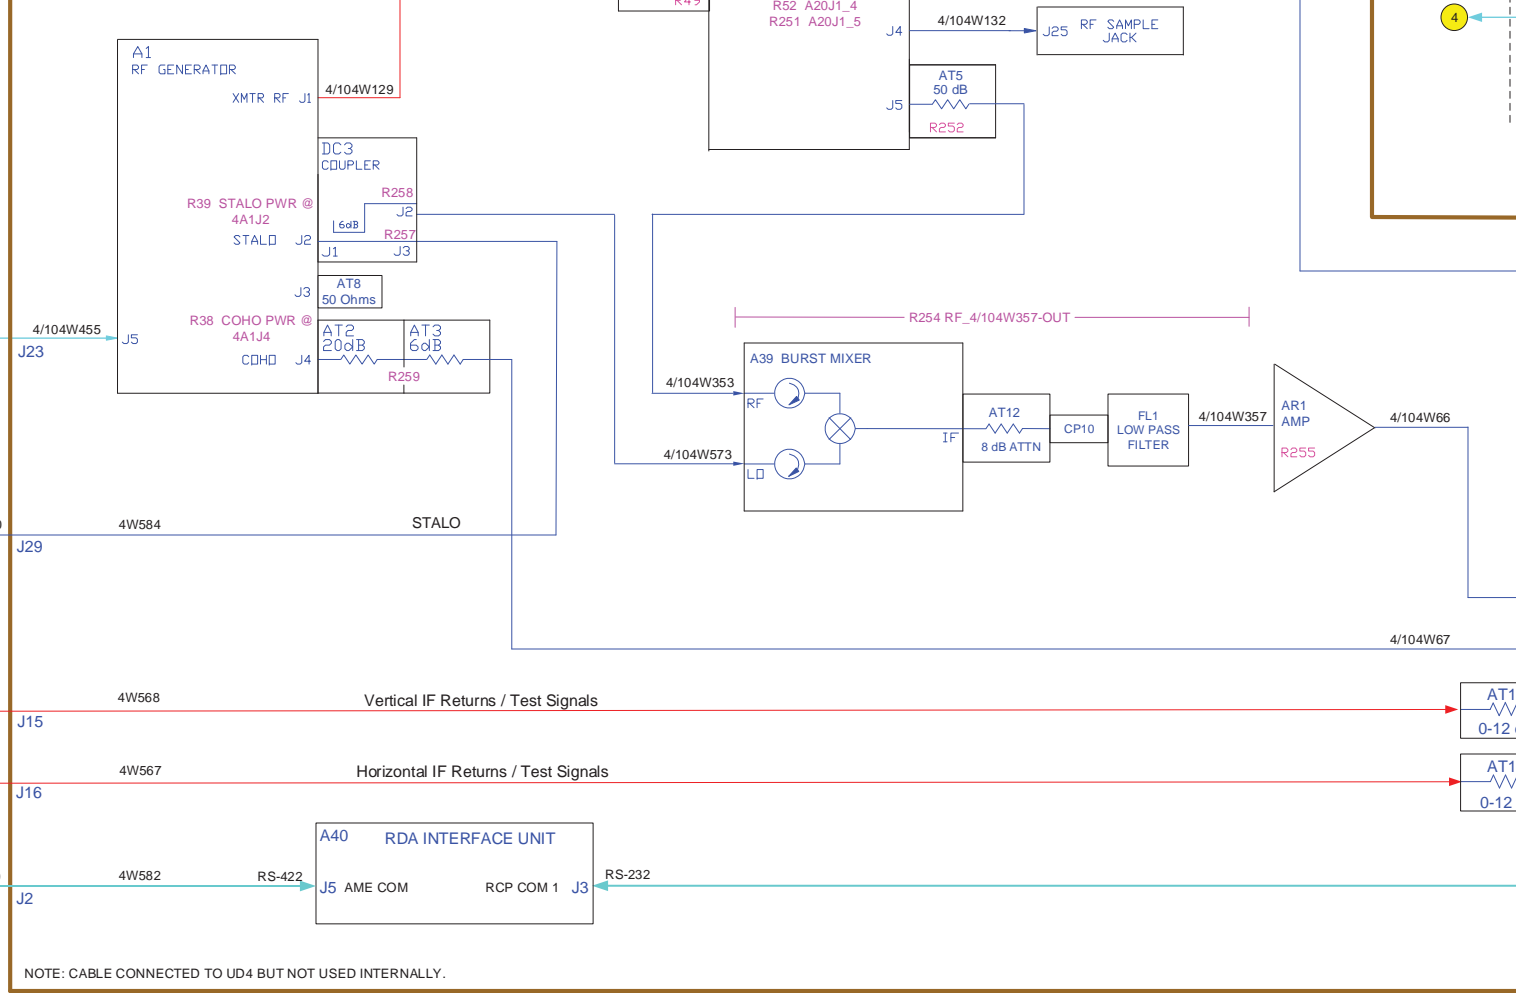 R49
R52 A20J1_4
R251 A20J1_5
J4
4/104W132
J25
RF SAMPLE
JACK
4
A1
RF GENERATOR
XMTR RF J1
4/104W129
AT5
50 dB
J5
R252
DC3
COUPLER
R258
J2
6dB
R257
J1
J3
R39 STALO PWR @
4A1J2
STALO J2
J3
AT8
50 Ohms
R38 COHO PWR @
4A1J4
COHO J4
AT2
20dB
AT3
6dB
R259
4/104W455
J23
J5
R254 RF_4/104W357-OUT
A39 BURST MIXER
4/104W353
RF
4/104W573
LO
IF
AT12
8 dB ATTN
CP10
FL1
LOW PASS
FILTER
4/104W357
AR1
AMP
R255
4/104W66
4W584
STALO
J29
4/104W67
4W568
Vertical IF Returns / Test Signals
J15
AT1
0-12
4W567
Horizontal IF Returns / Test Signals
J16
AT1
0-12
A40
RDA INTERFACE UNIT
4W582
RS-422
J5 AME COM
RCP COM 1 J3
RS-232
J2
NOTE: CABLE CONNECTED TO UD4 BUT NOT USED INTERNALLY.